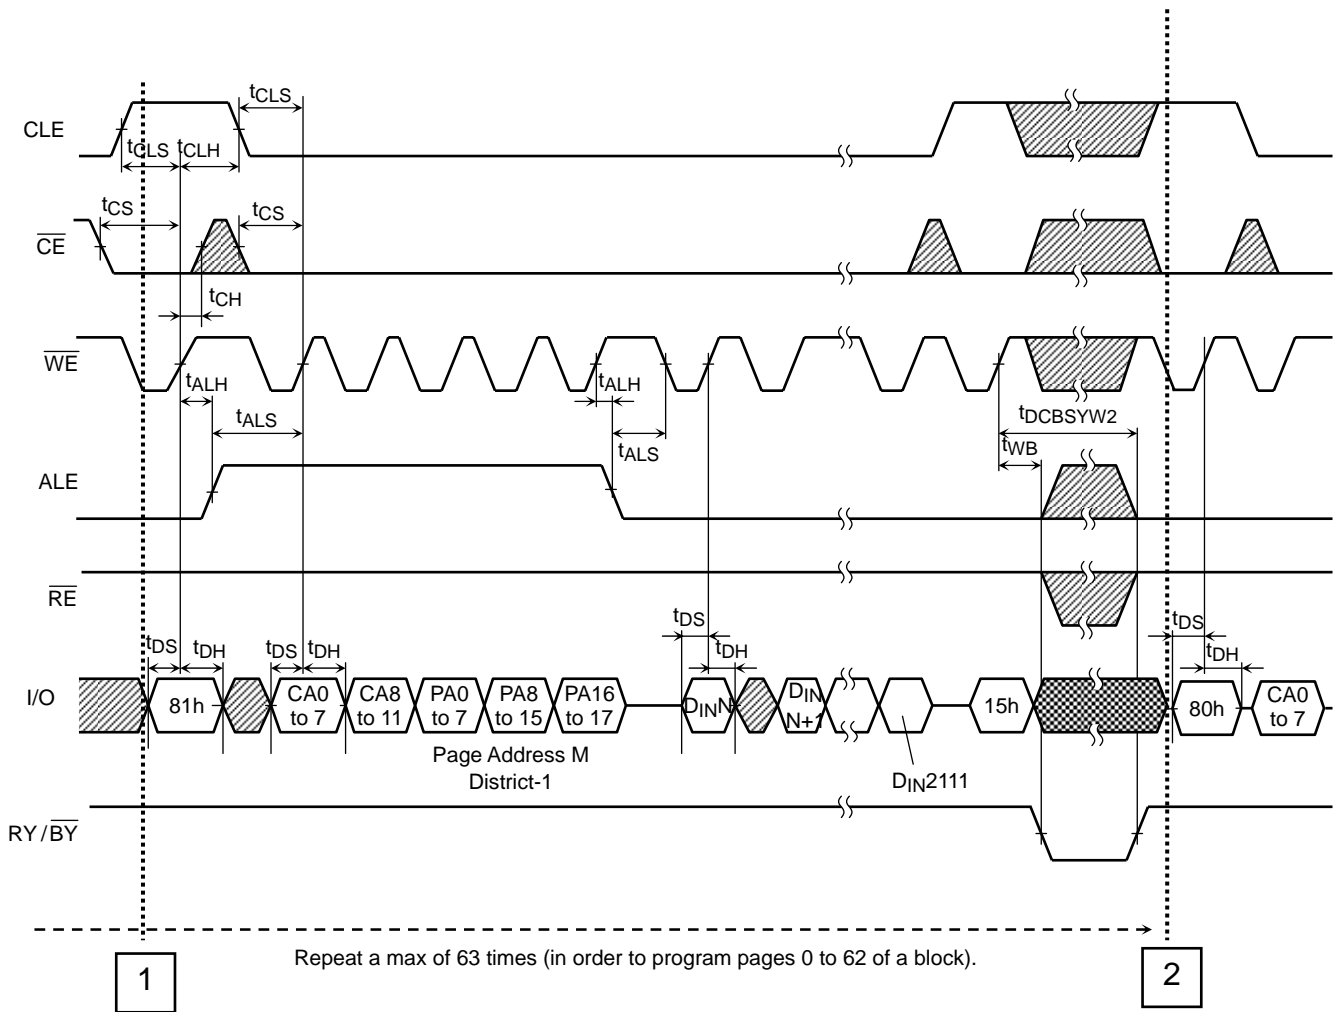 tCLS
CLE
tCLS tCLH
tCS tCS
CE
tCH
WE
tALH tALH
tDCBSYW2
tALS
tALS tWB
ALE
RE
tDS tDH tDS tDH tDS tDH tDS tDH
I/O
81h
CA0 to 7
CA8 to 11
PA0 to 7
PA8 to 15
PA16 to 17
DINN
DIN N+1
15h
80h
CA0 to 7
Page Address M
District-1
DIN2111
RY/BY
Repeat a max of 63 times (in order to program pages 0 to 62 of a block).
1
2